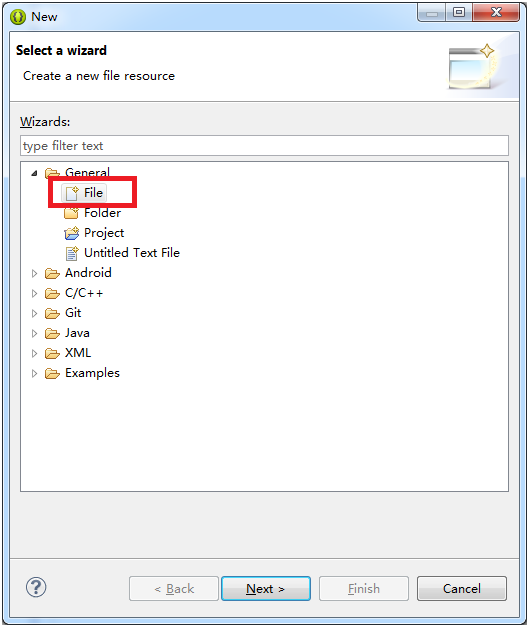 New
Select a wizard
Create a new file resource
Wizards:
type filter text
General
File
Folder
Project
Untitled Text File
Android
C/C++
Git
Java
XML
Examples
?
< Back
Next >
Finish
Cancel